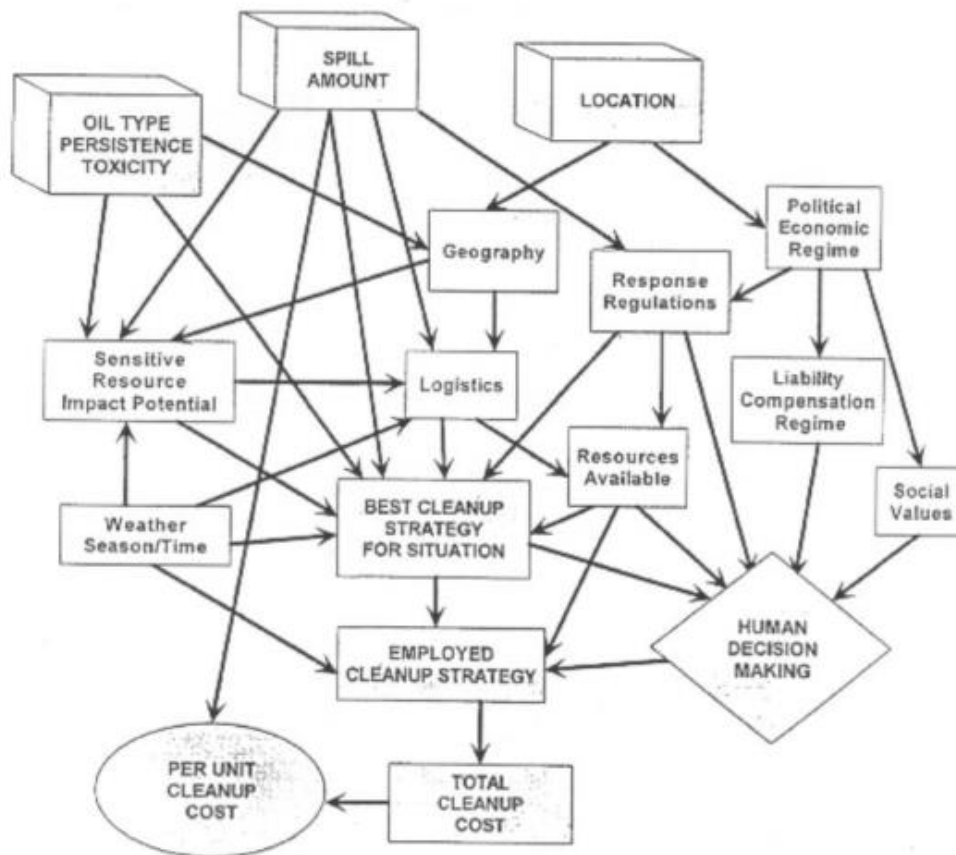 SPILL
AMOUNT
LOCATION
OIL TYPE
PERSISTENCE
TOXICITY
Political
Economic
Regime
Geography
Response
Regulations
Sensitive
Resource
Impact Potential
Logistics
Liability
Compensation
Regime
Resources
Available
Social
Values
Weather
Season/Time
BEST CLEANUP
STRATEGY
FOR SITUATION
HUMAN
DECISION
MAKING
EMPLOYED
CLEANUP STRATEGY
PER UNIT
CLEANUP
COST
TOTAL
CLEANUP
COST